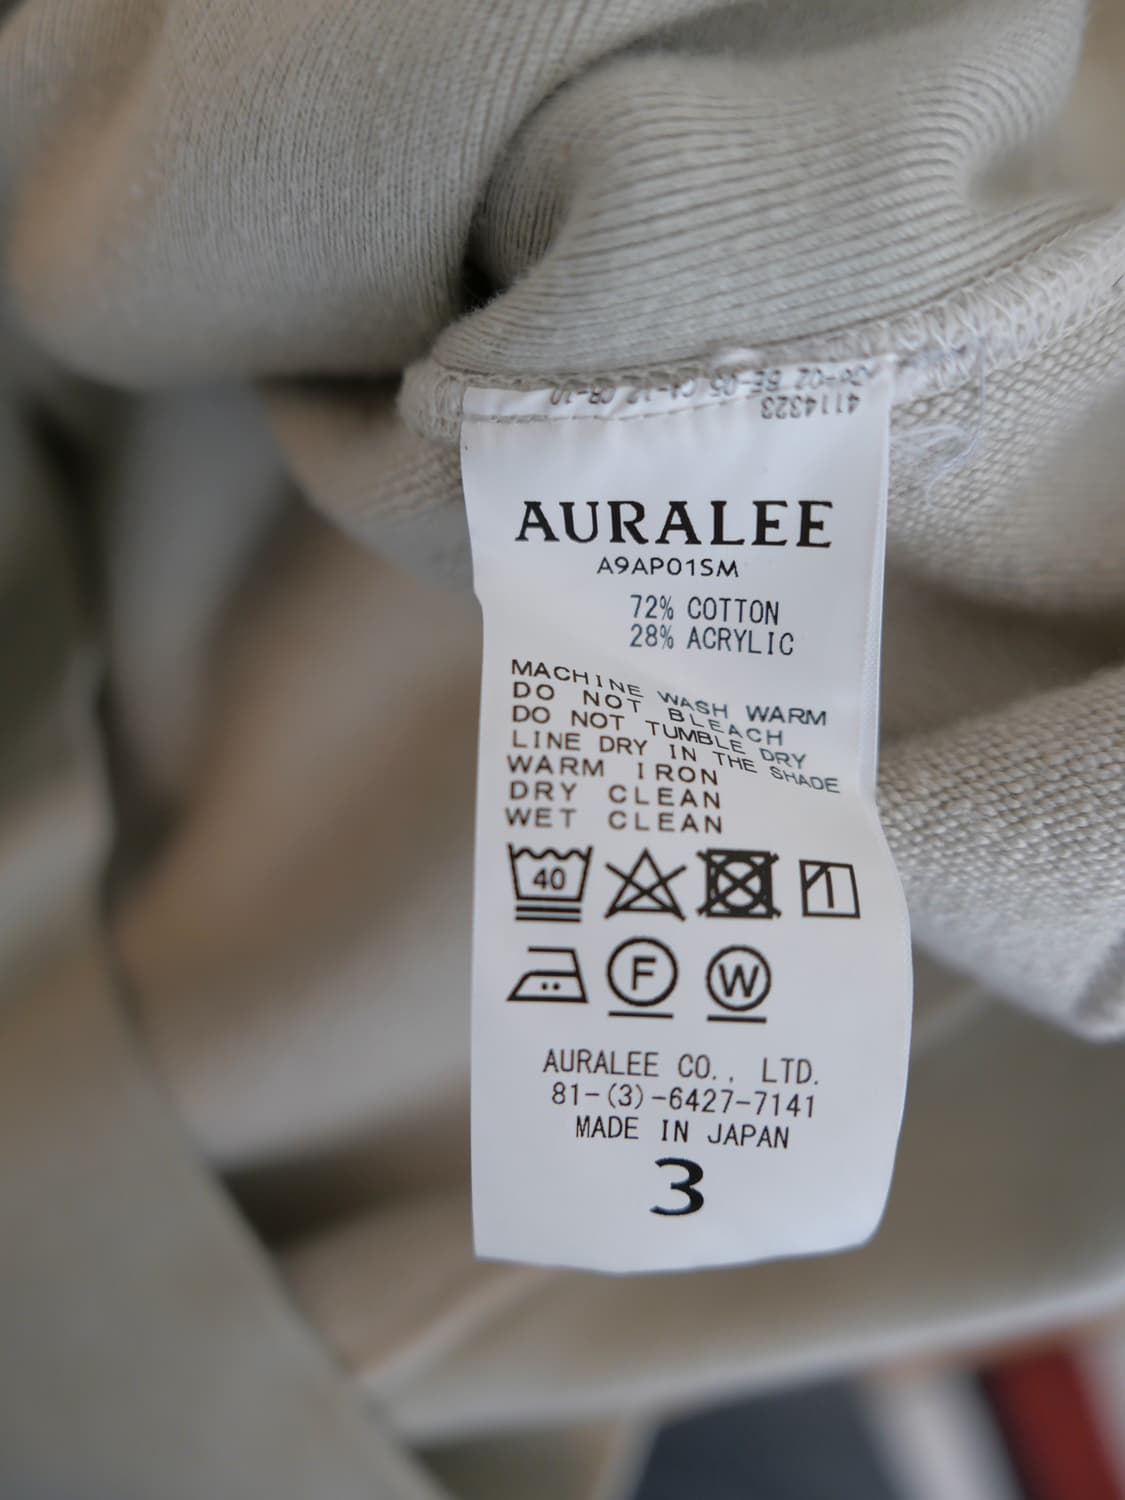 4114323
AURALEE
A9AP01SM
72% COTTON
28% ACRYLIC
MACHINE WASH WARM
DO NOT BLEACH
DO NOT TUMBLE DRY
LINE DRY IN THE SHADE
WARM IRON
DRY CLEAN
WET CLEAN
40
F
W
AURALEE CO., LTD.
81-(3)-6427-7141
MADE IN JAPAN
3